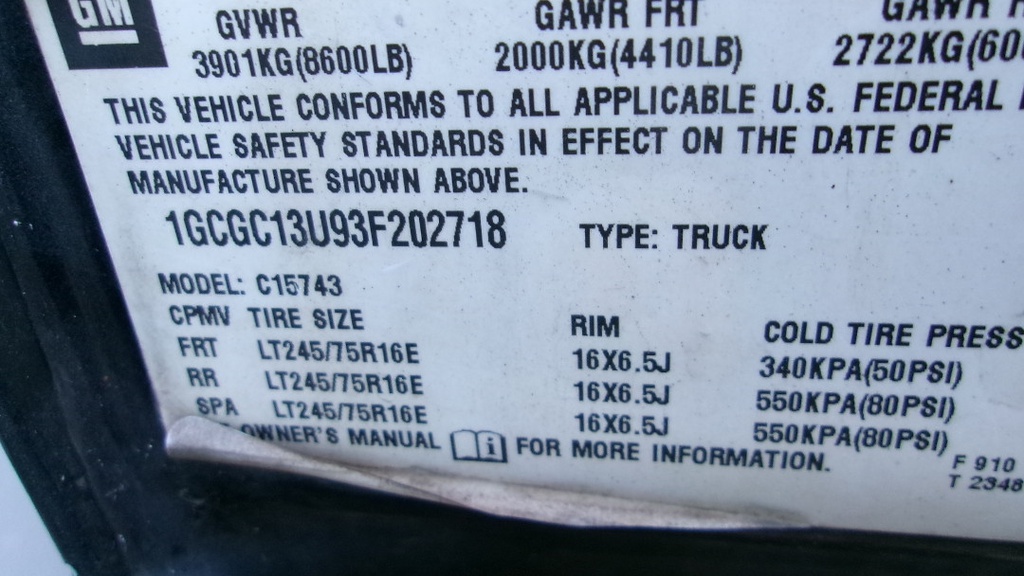 GM
GVWR GAWR FRT GAWR
3901KG(8600LB) 2000KG(4410LB) 2722KG(60
THIS VEHICLE CONFORMS TO ALL APPLICABLE U.S. FEDERAL
VEHICLE SAFETY STANDARDS IN EFFECT ON THE DATE OF
MANUFACTURE SHOWN ABOVE.
1GCGC13U93F202718 TYPE: TRUCK
MODEL: C15743
CPMV TIRE SIZE RIM COLD TIRE PRESS
FRT LT245/75R16E 16X6.5J 340KPA(50PSI)
RR LT245/75R16E 16X6.5J 550KPA(80PSI)
SPA LT245/75R16E 16X6.5J 550KPA(80PSI)
OWNER'S MANUAL i FOR MORE INFORMATION.
F 910
T 2348